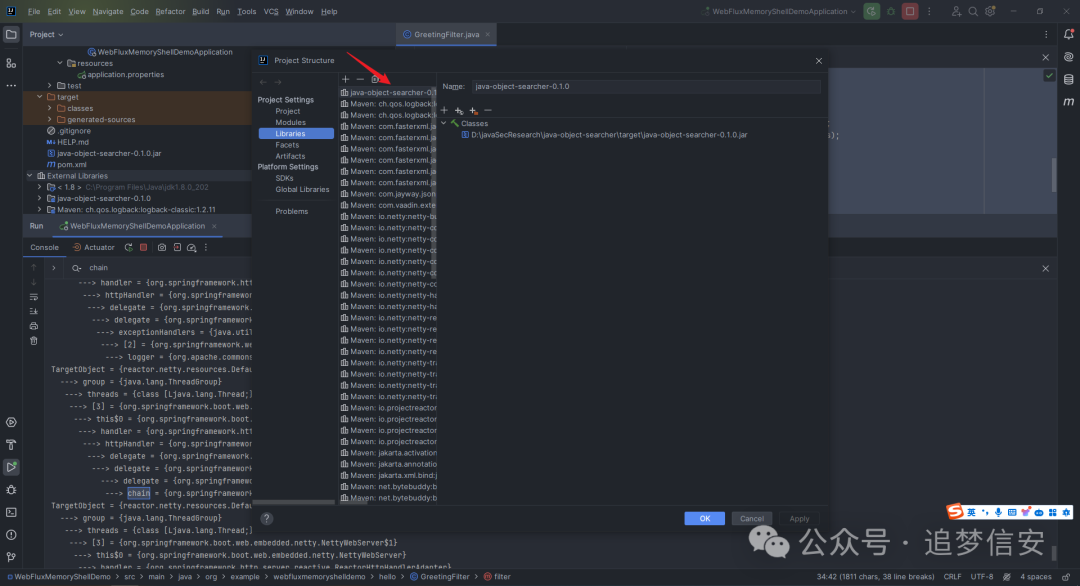 File Edit View Navigate Code Refactor Build Run Tools VCS Window Help
WebFluxMemoryShellDemoApplication
Project
GreetingFilter.java
WebFluxMemoryShellDemoApplication
resources
application.properties
test
target
classes
generated-sources
.gitignore
HELP.md
java-object-searcher-0.1.0.jar
pom.xml
External Libraries
< 1.8 > C:\Program Files\Java\jdk1.8.0_202
java-object-searcher-0.1.0
Maven: ch.qos.logback:logback-classic:1.2.11
Project Structure
Project Settings
Project
Modules
Libraries
Facets
Artifacts
Platform Settings
SDKs
Global Libraries
Problems
java-object-searcher-0.1
Maven: ch.qos.logback:
Maven: ch.qos.logback:
Maven: com.fasterxml.ja
Maven: com.fasterxml.ja
Maven: com.fasterxml.ja
Maven: com.fasterxml.ja
Maven: com.fasterxml.ja
Maven: com.fasterxml.ja
Maven: com.fasterxml.ja
Maven: com.jayway.json
Maven: com.vaadin.exte
Maven: io.netty:netty-bu
Maven: io.netty:netty-co
Maven: io.netty:netty-co
Maven: io.netty:netty-co
Maven: io.netty:netty-co
Maven: io.netty:netty-co
Maven: io.netty:netty-co
Maven: io.netty:netty-ha
Maven: io.netty:netty-ha
Maven: io.netty:netty-re
Maven: io.netty:netty-re
Maven: io.netty:netty-re
Maven: io.netty:netty-re
Maven: io.netty:netty-tra
Maven: io.netty:netty-tra
Maven: io.netty:netty-tra
Maven: io.netty:netty-tra
Maven: io.projectreactor
Maven: io.projectreactor
Maven: io.projectreactor
Maven: io.projectreactor
Maven: jakarta.activation
Maven: jakarta.annotatio
Maven: jakarta.xml.bind:j
Maven: net.bytebuddy:b
Maven: net.bytebuddy:b
Name: java-object-searcher-0.1.0
Classes
D:\javaSecResearch\java-object-searcher\target\java-object-searcher-0.1.0.jar
);
OK Cancel Apply
Run WebFluxMemoryShellDemoApplication
Console Actuator
chain
---> handler = {org.springframework.htt
---> httpHandler = {org.springframework.
---> delegate = {org.springframework.
---> delegate = {org.springframework.
---> exceptionHandlers = {java.util
---> [2] = {org.springframework.we
---> logger = {org.apache.commons
TargetObject = {reactor.netty.resources.Defau
---> group = {java.lang.ThreadGroup}
---> threads = {class [Ljava.lang.Thread;}
---> [3] = {org.springframework.boot.web.
---> this$0 = {org.springframework.boot.
---> handler = {org.springframework.htt
---> httpHandler = {org.springframework.
---> delegate = {org.springframework.
---> delegate = {org.springframework.
---> delegate = {org.springframework
---> chain = {org.springframework
TargetObject = {reactor.netty.resources.Defau
---> group = {java.lang.ThreadGroup}
---> threads = {class [Ljava.lang.Thread;}
---> [3] = {org.springframework.boot.web.embedded.netty.NettyWebServer$1}
---> this$0 = {org.springframework.boot.web.embedded.netty.NettyWebServer}
---> handler = {org.springframework.http.server.reactive.ReactorHttpHandlerAdapter}
英
公众号 · 追梦信安
WebFluxMemoryShellDemo > src > main > java > org > example > webfluxmemoryshelldemo > hello > GreetingFilter > filter
34:42 (1811 chars, 38 line breaks) CRLF UTF-8 4 spaces